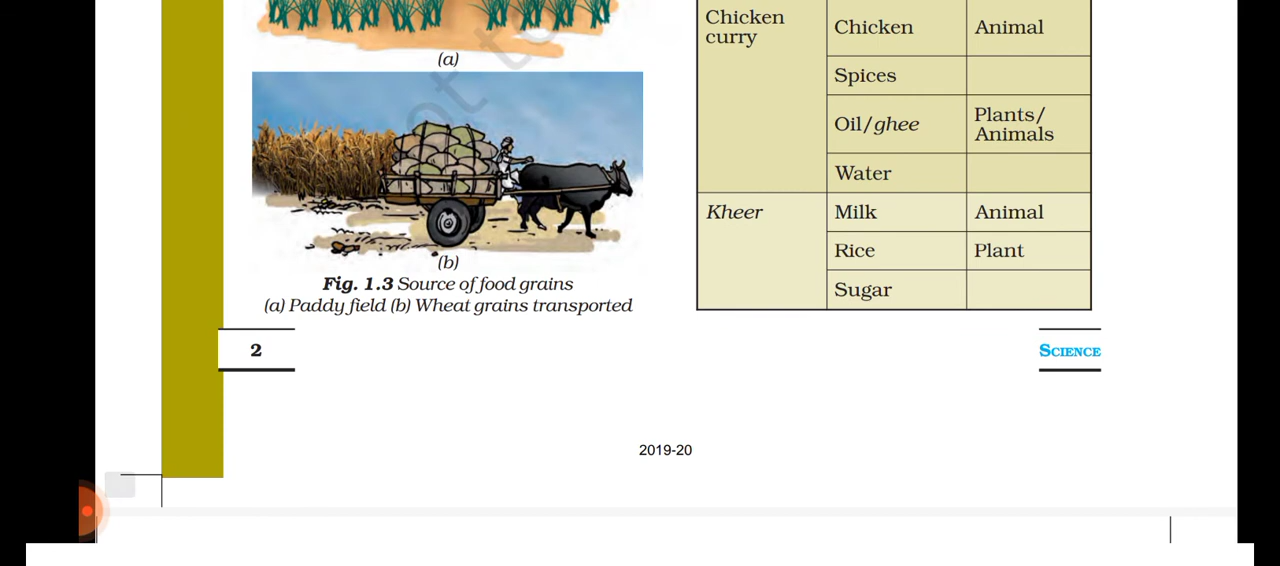 (a)
(b)
Fig. 1.3 Source of food grains
(a) Paddy field (b) Wheat grains transported
Chicken curry
Chicken
Animal
Spices
Oil/ghee
Plants/
Animals
Water
Kheer
Milk
Animal
Rice
Plant
Sugar
2
SCIENCE
2019-20